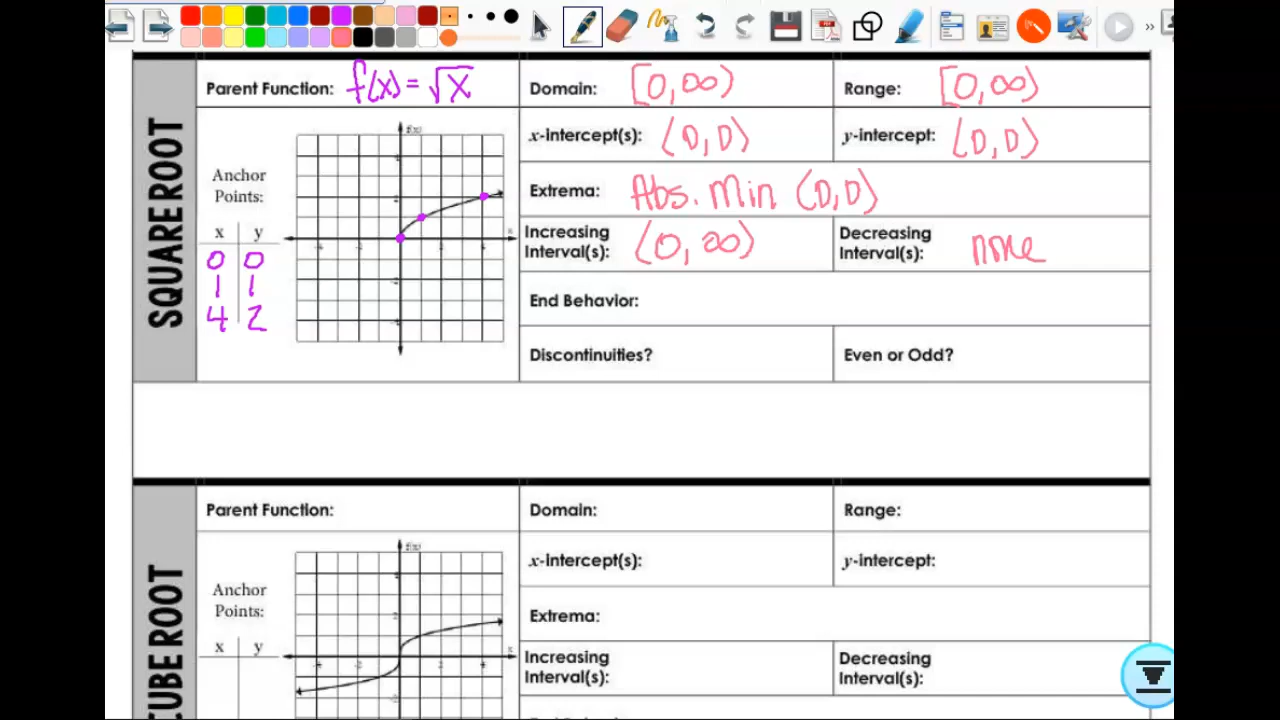 SQUARE ROOT
Parent Function: f(x) = √x
Domain: [0, ∞)
Range: [0, ∞)
Anchor Points:
x y
0 0
1 1
4 2
f(x)
x-intercept(s): (0, 0)
y-intercept: (0, 0)
Extrema: Abs. Min (0, 0)
Increasing Interval(s): (0, ∞)
Decreasing Interval(s): none
End Behavior:
Discontinuities?
Even or Odd?
CUBE ROOT
Parent Function:
Domain:
Range:
Anchor Points:
x y
f(x)
x-intercept(s):
y-intercept:
Extrema:
Increasing Interval(s):
Decreasing Interval(s):